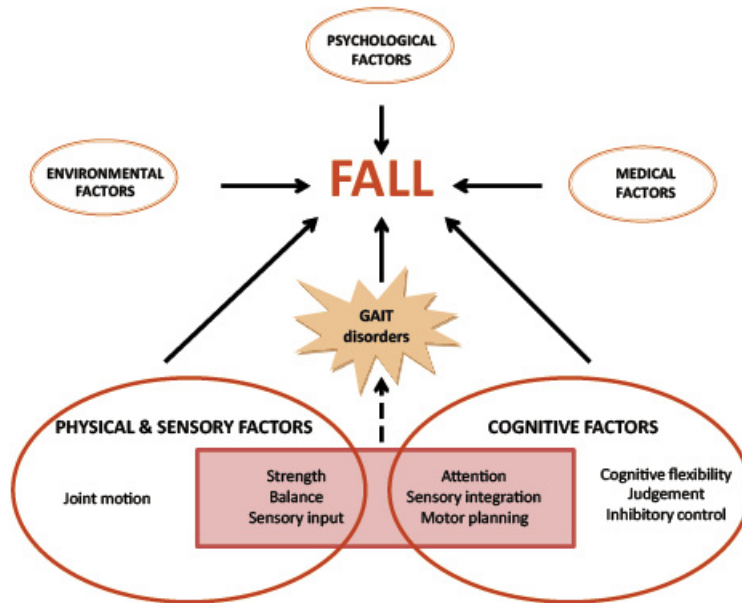 PSYCHOLOGICAL
FACTORS
ENVIRONMENTAL
FACTORS
FALL
MEDICAL
FACTORS
GAIT
disorders
PHYSICAL & SENSORY FACTORS
Joint motion
Strength
Balance
Sensory input
COGNITIVE FACTORS
Attention
Sensory integration
Motor planning
Cognitive flexibility
Judgement
Inhibitory control